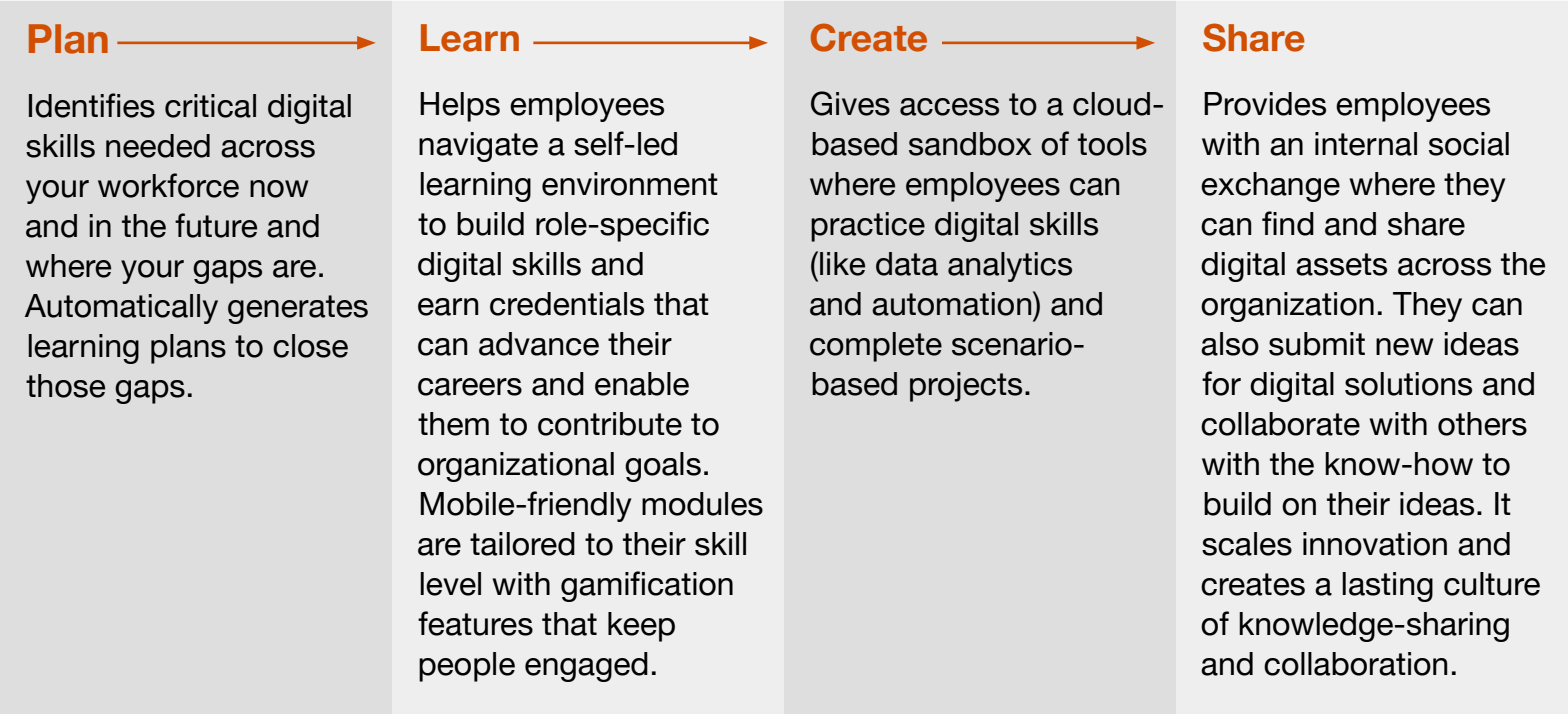 Plan
Identifies critical digital
skills needed across
your workforce now
and in the future and
where your gaps are.
Automatically generates
learning plans to close
those gaps.
Learn
Helps employees
navigate a self-led
learning environment
to build role-specific
digital skills and
earn credentials that
can advance their
careers and enable
them to contribute to
organizational goals.
Mobile-friendly modules
are tailored to their skill
level with gamification
features that keep
people engaged.
Create
Gives access to a cloud-
based sandbox of tools
where employees can
practice digital skills
(like data analytics
and automation) and
complete scenario-
based projects.
Share
Provides employees
with an internal social
exchange where they
can find and share
digital assets across the
organization. They can
also submit new ideas
for digital solutions and
collaborate with others
with the know-how to
build on their ideas. It
scales innovation and
creates a lasting culture
of knowledge-sharing
and collaboration.